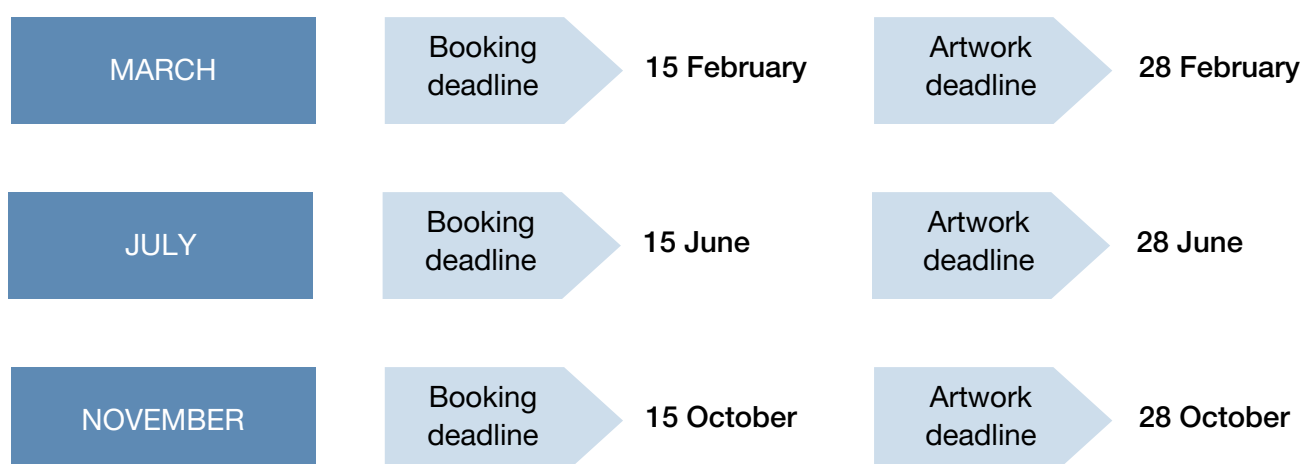 MARCH
Booking
deadline
15 February
Artwork
deadline
28 February
JULY
Booking
deadline
15 June
Artwork
deadline
28 June
NOVEMBER
Booking
deadline
15 October
Artwork
deadline
28 October